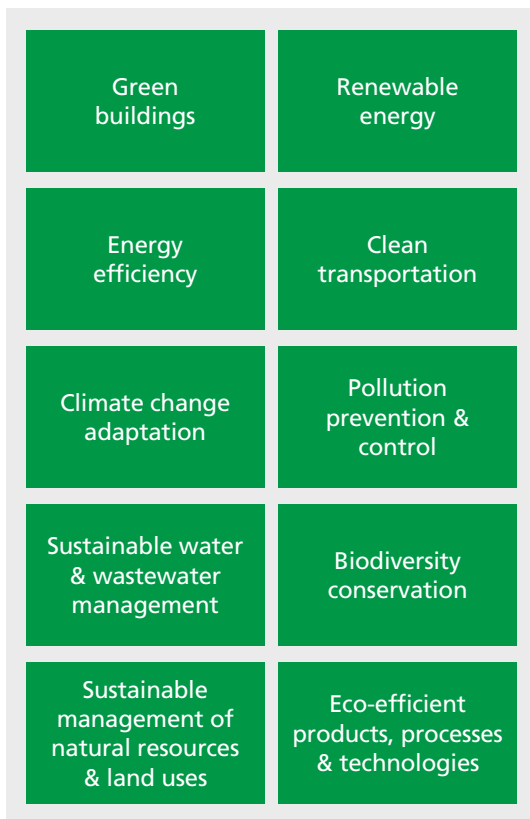 Green
buildings
Renewable
energy
Energy
efficiency
Clean
transportation
Climate change
adaptation
Pollution
prevention &
control
Sustainable water
& wastewater
management
Biodiversity
conservation
Sustainable
management of
natural resources
& land uses
Eco-efficient
products, processes
& technologies